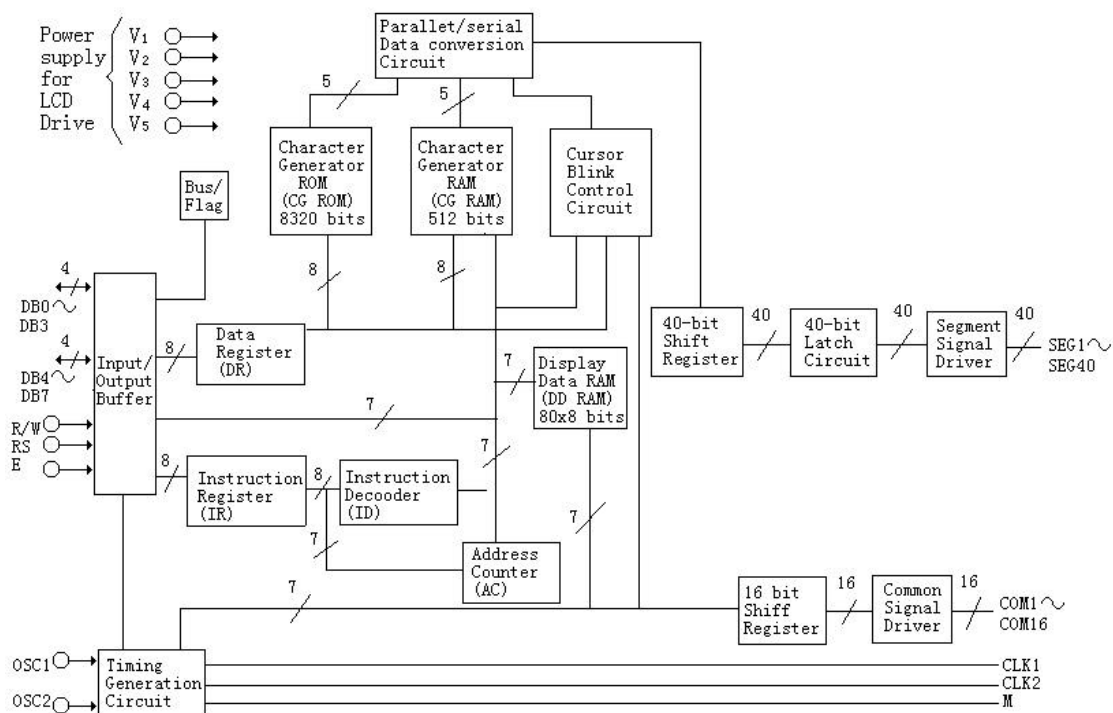 Power
supply
for
LCD
Drive
V1
V2
V3
V4
V5
Parallet/serial
Data conversion
Circuit
5
5
Character
Generator
ROM
(CG ROM)
8320 bits
Character
Generator
RAM
(CG RAM)
512 bits
Cursor
Blink
Control
Circuit
Bus/
Flag
8
8
4
DB0~
DB3
4
DB4~
DB7
R/W
RS
E
Input/
Output
Buffer
8
Data
Register
(DR)
7
Display
Data RAM
(DD RAM)
80x8 bits
40-bit
Shift
Register
40
40-bit
Latch
Circuit
40
Segment
Signal
Driver
40
SEG1~
SEG40
7
7
8
Instruction
Register
(IR)
8
Instruction
Decooder
(ID)
7
7
Address
Counter
(AC)
7
16 bit
Shiff
Register
16
Common
Signal
Driver
16
COM1~
COM16
OSC1
OSC2
Timing
Generation
Circuit
CLK1
CLK2
M